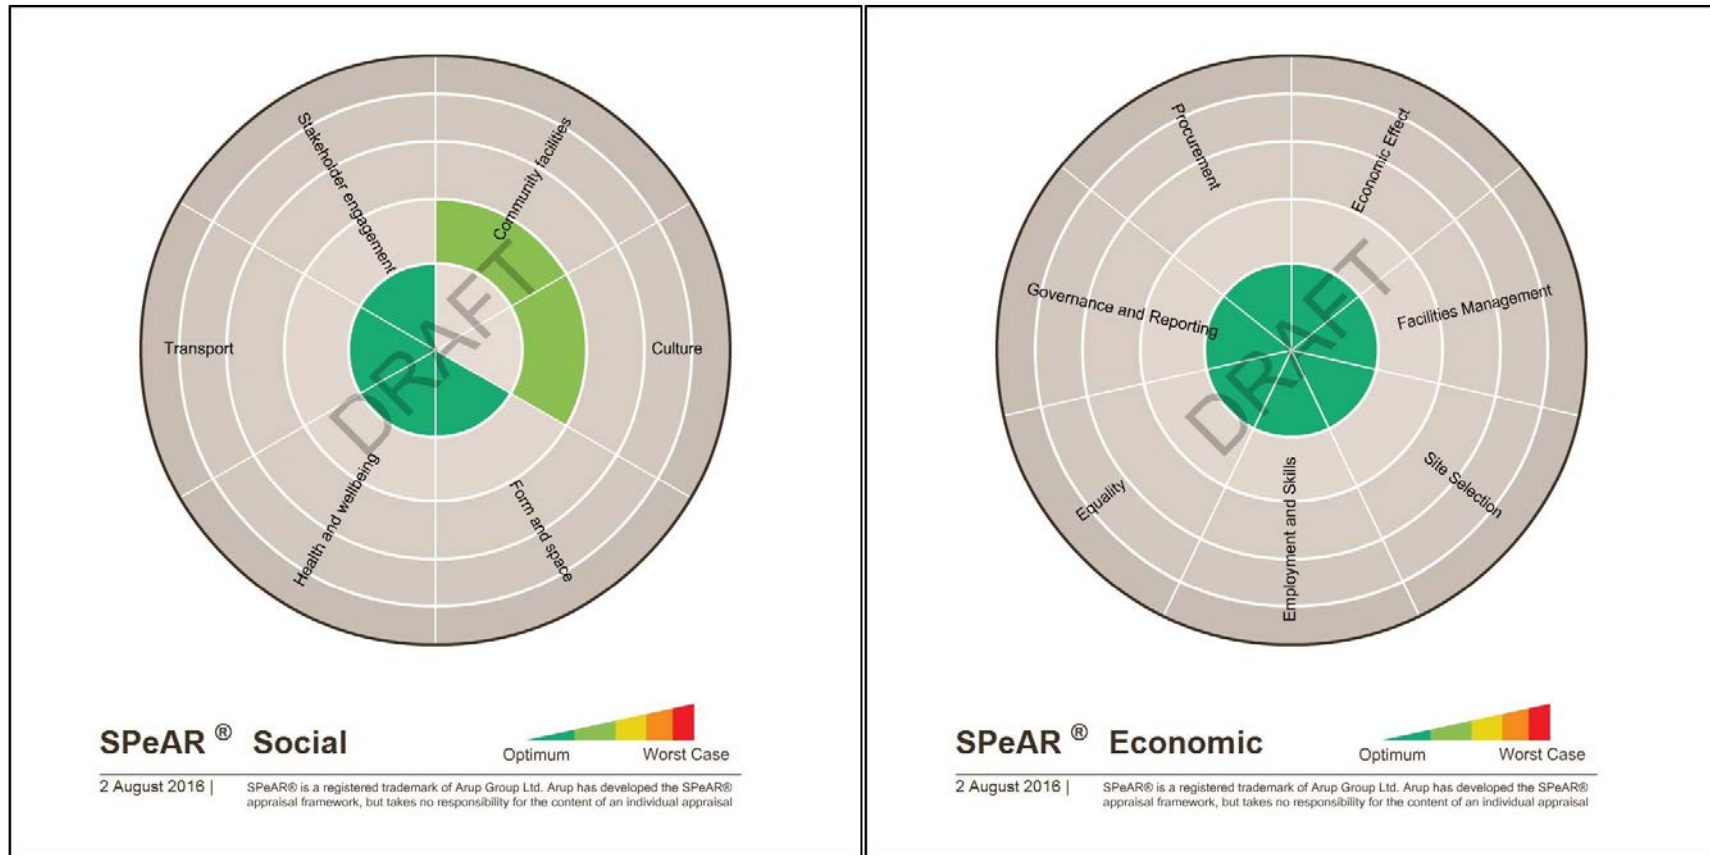 Stakeholder engagement
Community facilities
Transport
Culture
Health and wellbeing
Form and space
DRAFT
SPeAR ® Social
Optimum
Worst Case
2 August 2016 |
SPeAR® is a registered trademark of Arup Group Ltd. Arup has developed the SPeAR®
appraisal framework, but takes no responsibility for the content of an individual appraisal
Procurement
Economic Effect
Governance and Reporting
Facilities Management
Equality
Employment and Skills
Site Selection
DRAFT
SPeAR ® Economic
Optimum
Worst Case
2 August 2016 |
SPeAR® is a registered trademark of Arup Group Ltd. Arup has developed the SPeAR®
appraisal framework, but takes no responsibility for the content of an individual appraisal